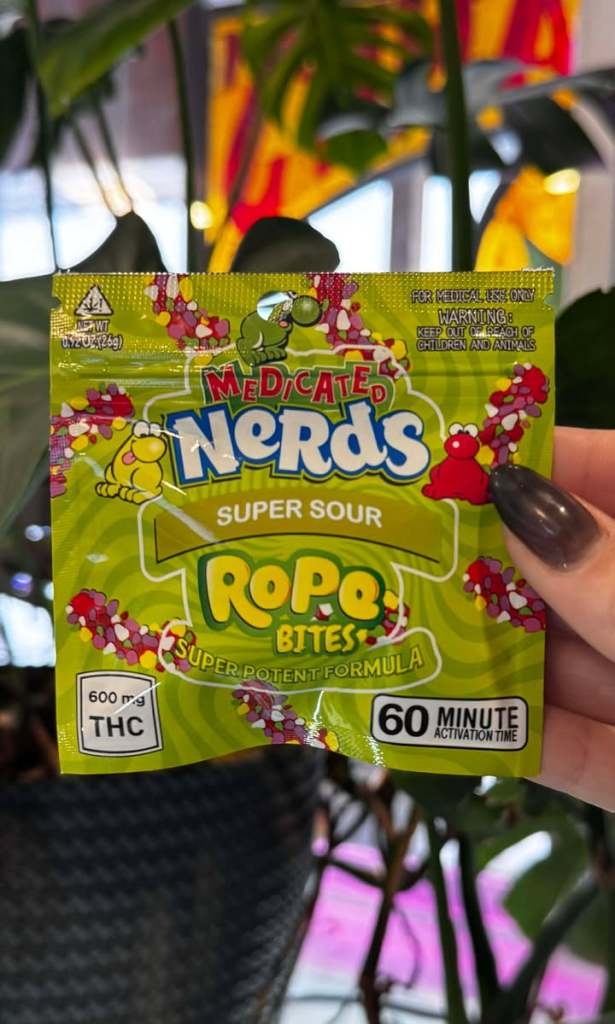 FOR MEDICAL USE ONLY
WARNING:
KEEP OUT OF REACH OF
CHILDREN AND ANIMALS
NET WT
0.92 OZ (26g)
MEDICATED
NeRdS
SUPER SOUR
RoPe
BITES
SUPER POTENT FORMULA
600 mg
THC
60 MINUTE
ACTIVATION TIME